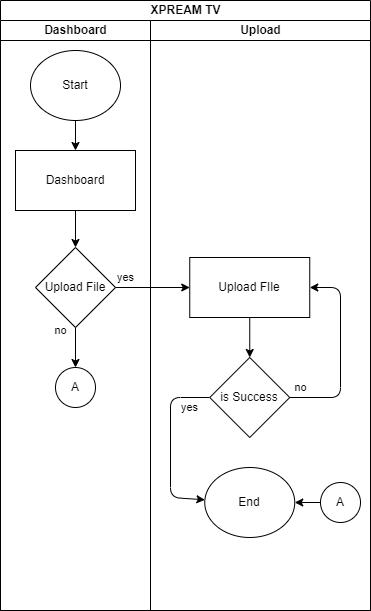 XPREAM TV
Dashboard
Upload
Start
Dashboard
Upload File
yes
no
A
Upload FIle
is Success
no
yes
End
A